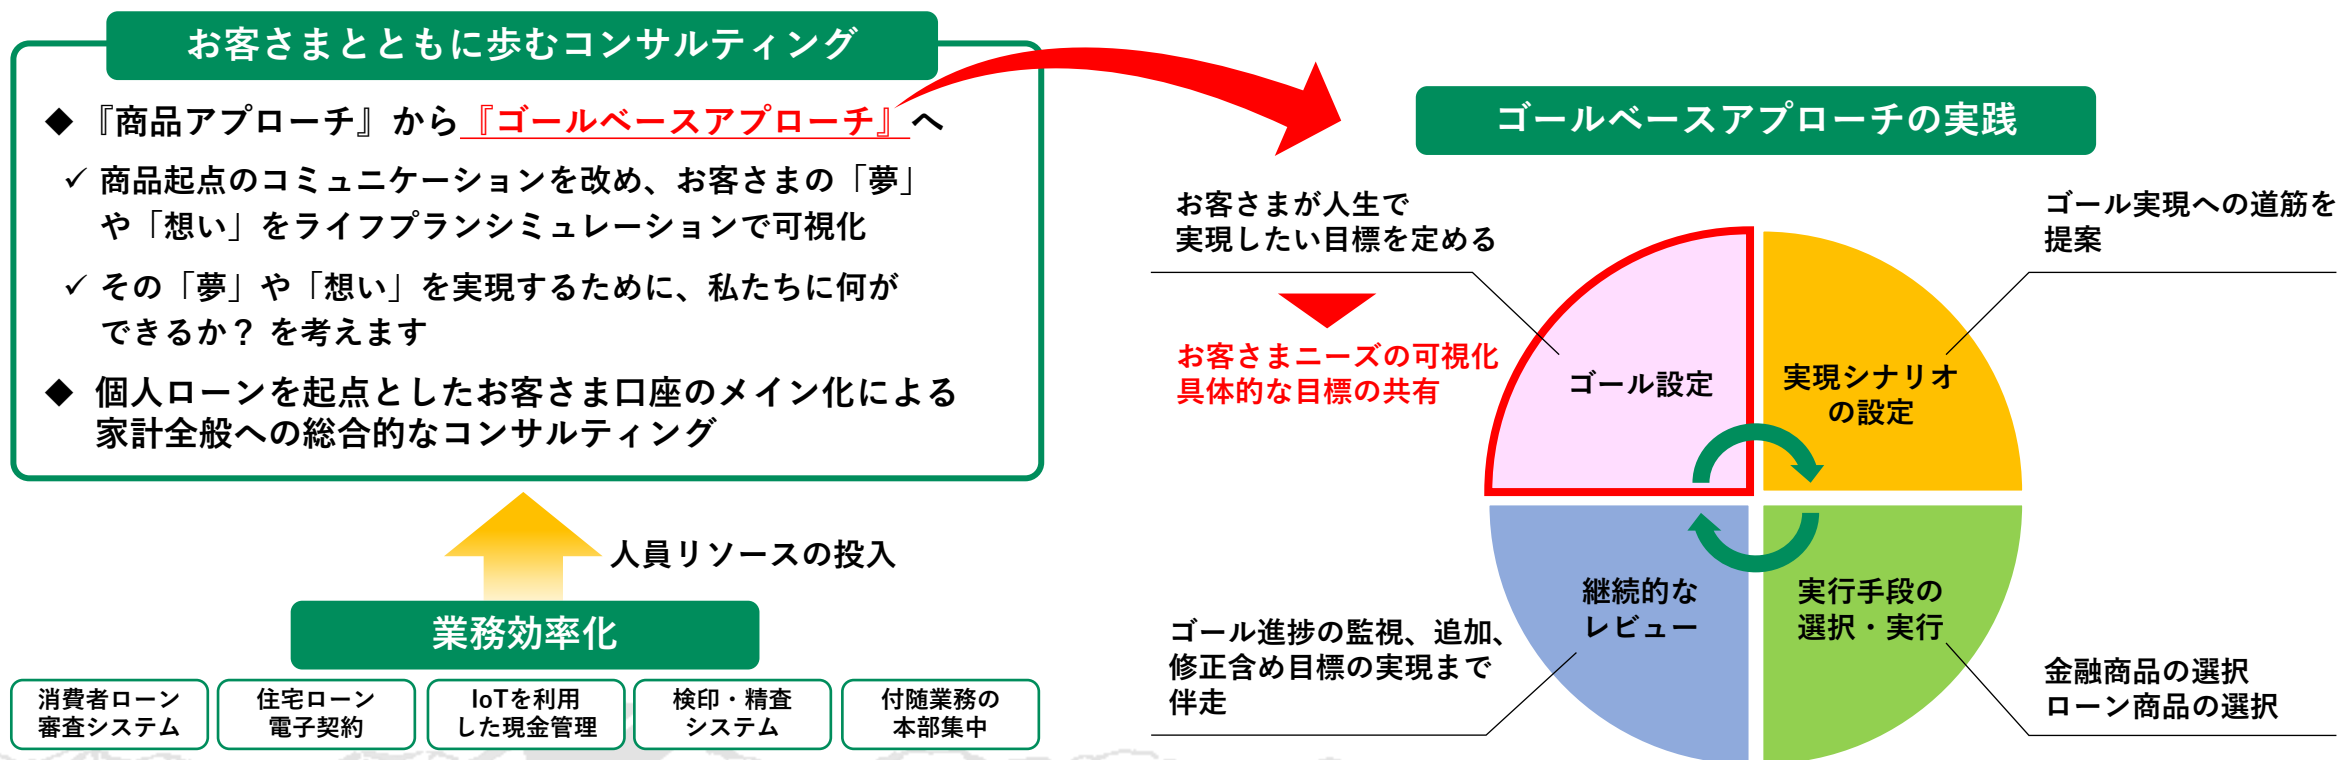 お客さまとともに歩むコンサルティング
◆ 『商品アプローチ』から『ゴールベースアプローチ』へ
✓ 商品起点のコミュニケーションを改め、お客さまの「夢」
や「想い」をライフプランシミュレーションで可視化
✓ その「夢」や「想い」を実現するために、私たちに何が
できるか？ を考えます
◆ 個人ローンを起点としたお客さま口座のメイン化による
家計全般への総合的なコンサルティング
人員リソースの投入
業務効率化
消費者ローン
審査システム
住宅ローン
電子契約
IoTを利用
した現金管理
検印・精査
システム
付随業務の
本部集中
ゴールベースアプローチの実践
お客さまが人生で
実現したい目標を定める
お客さまニーズの可視化
具体的な目標の共有
ゴール設定
ゴール実現への道筋を
提案
実現シナリオ
の設定
実行手段の
選択・実行
金融商品の選択
ローン商品の選択
継続的な
レビュー
ゴール進捗の監視、追加、
修正含め目標の実現まで
伴走